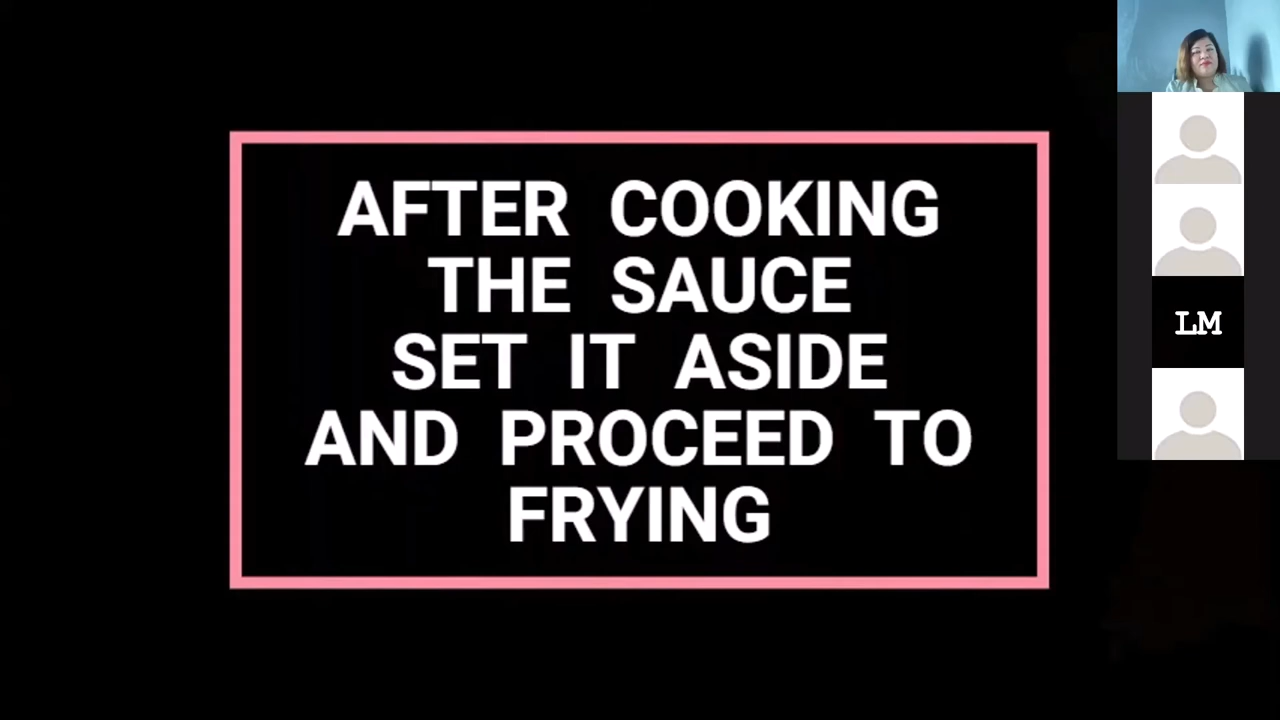 AFTER COOKING
THE SAUCE
SET IT ASIDE
AND PROCEED TO
FRYING
LM